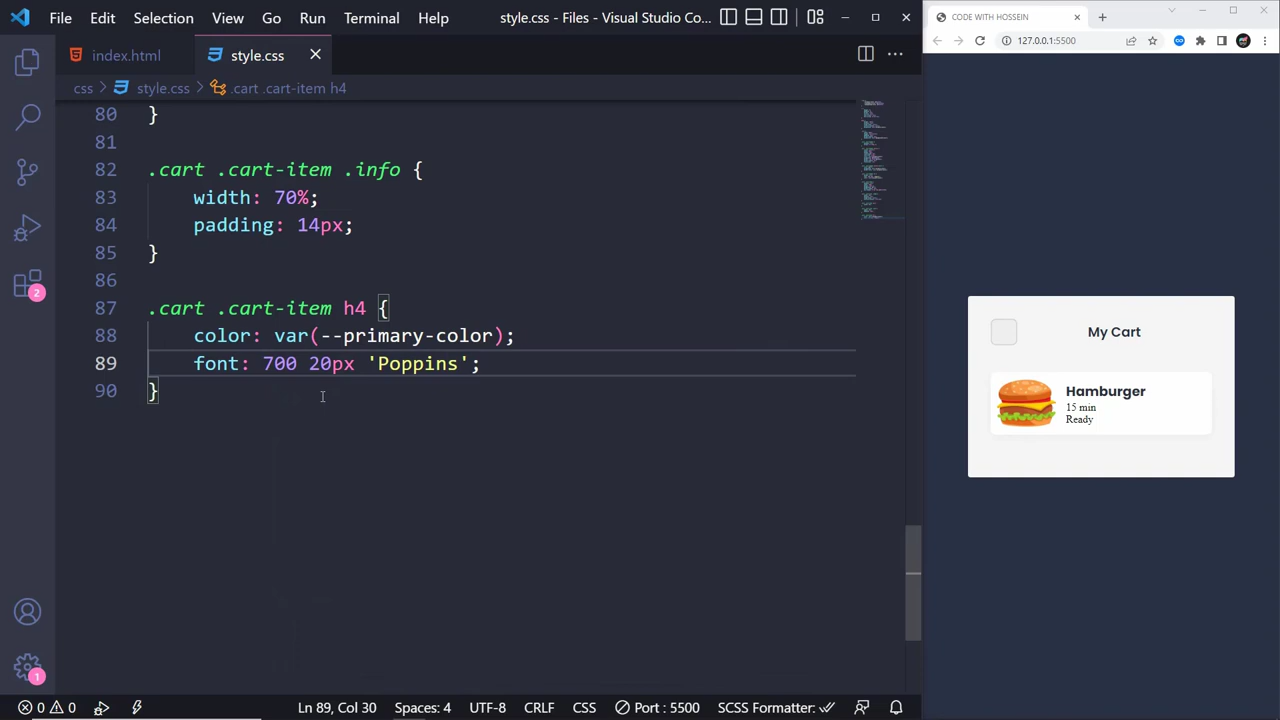 File Edit Selection View Go Run Terminal Help style.css - Files - Visual Studio Co...
index.html style.css
css > style.css > .cart .cart-item h4
80 }
81
82 .cart .cart-item .info {
83 width: 70%;
84 padding: 14px;
85 }
86
87 .cart .cart-item h4 {
88 color: var(--primary-color);
89 font: 700 20px 'Poppins';
90 }
2
1
0 0 Ln 89, Col 30 Spaces: 4 UTF-8 CRLF CSS Port : 5500 SCSS Formatter:
CODE WITH HOSSEIN
127.0.0.1:5500
My Cart
Hamburger
15 min
Ready